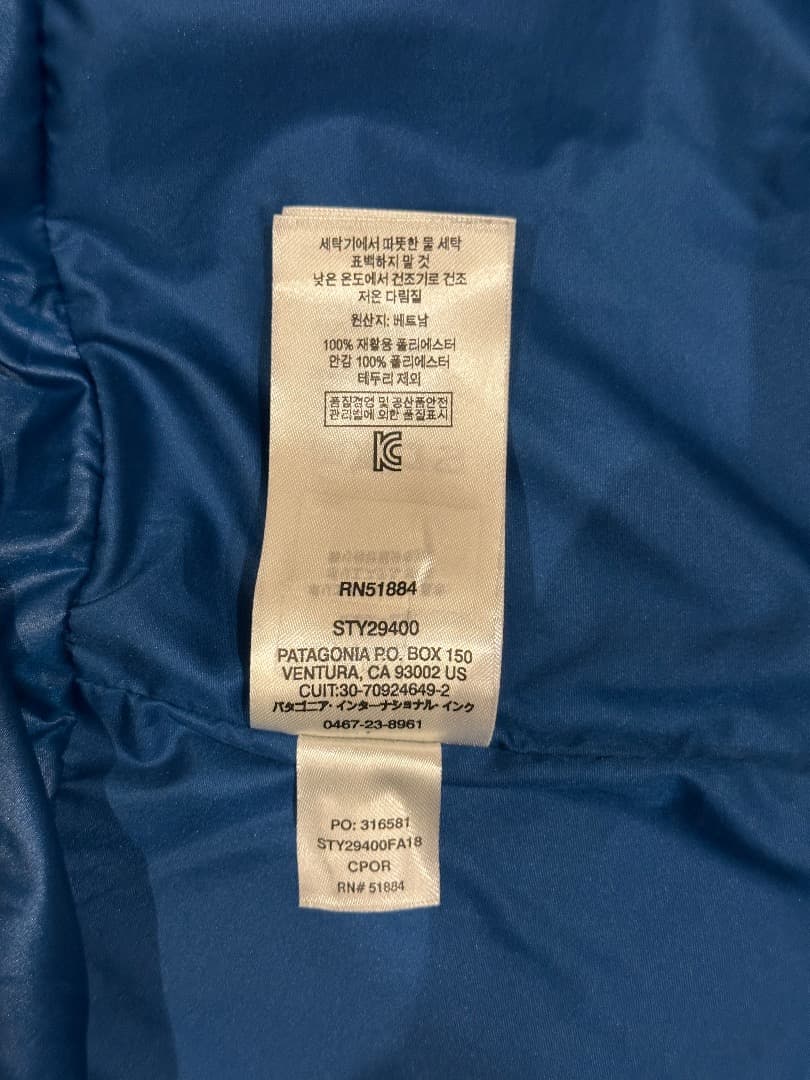 세탁기에서 따뜻한 물 세탁
표백하지 말 것
낮은 온도에서 건조기로 건조
저온 다림질
원산지: 베트남
100% 재활용 폴리에스터
안감 100% 폴리에스터
테두리 제외
품질경영 및 공산품안전
관리법에 의한 품질표시
RN51884
STY29400
PATAGONIA P.O. BOX 150
VENTURA, CA 93002 US
CUIT:30-70924649-2
パタゴニア・インターナショナル・インク
0467-23-8961
PO: 316581
STY29400FA18
CPOR
RN# 51884